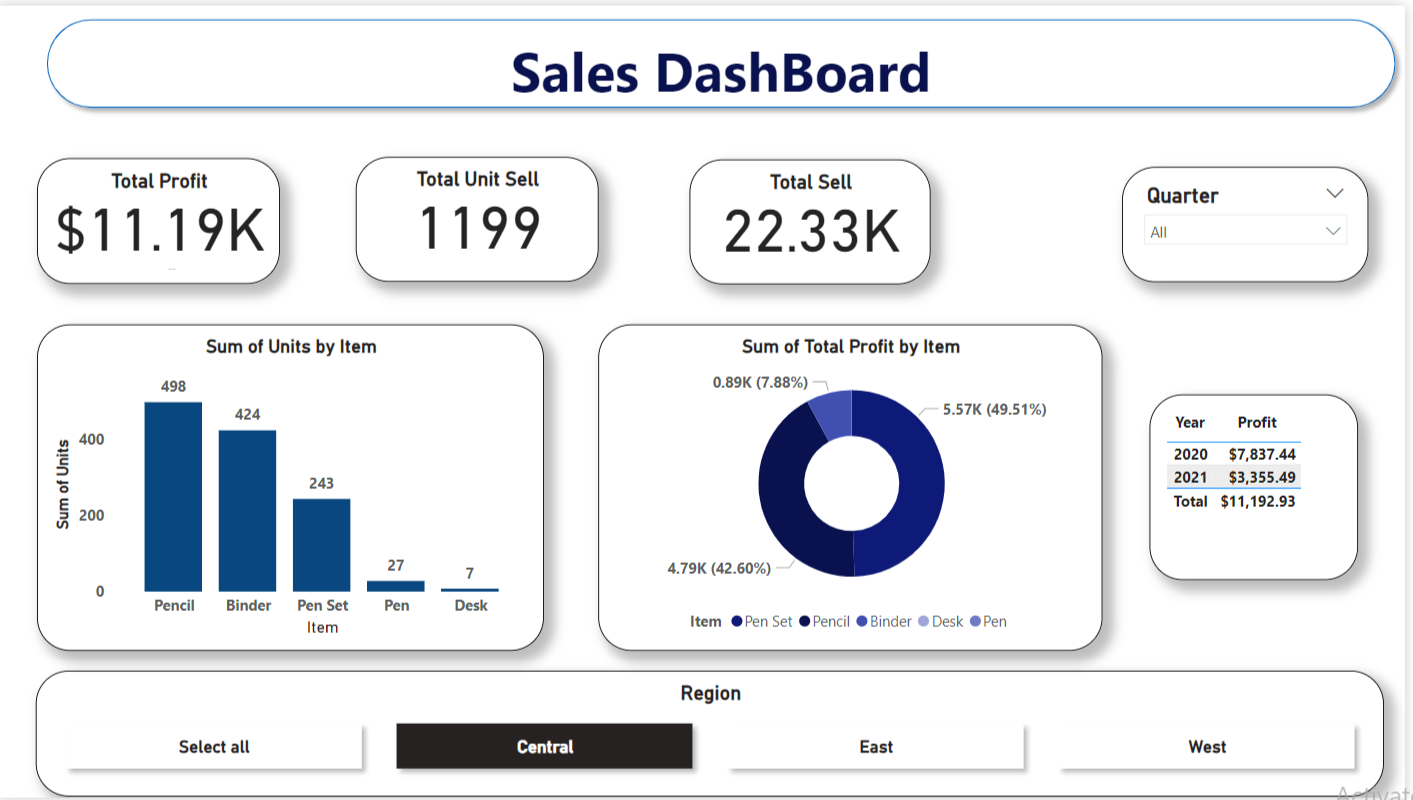 Sales DashBoard
Total Profit
$11.19K
--
Total Unit Sell
1199
Total Sell
22.33K
Quarter
All
Sum of Units by Item
Sum of Units
400
200
0
498
424
243
27
7
Pencil Binder Pen Set Pen Desk
Item
Sum of Total Profit by Item
0.89K (7.88%)
5.57K (49.51%)
4.79K (42.60%)
Item Pen Set Pencil Binder Desk Pen
Year Profit
2020 $7,837.44
2021 $3,355.49
Total $11,192.93
Region
Select all Central East West